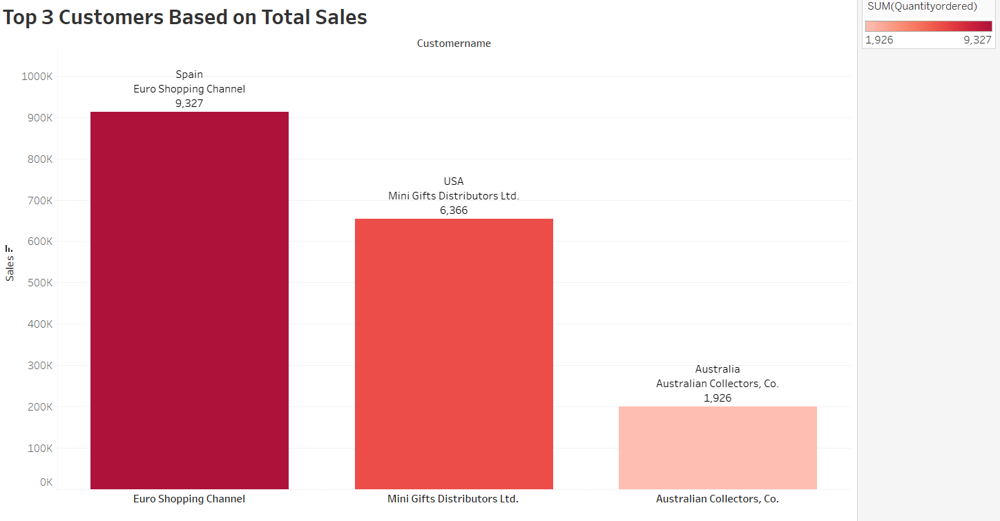 Top 3 Customers Based on Total Sales
SUM(Quantityordered)
1,926 9,327
Customername
1000K
900K
800K
700K
600K
500K
400K
300K
200K
100K
0K
Sales
Spain
Euro Shopping Channel
9,327
USA
Mini Gifts Distributors Ltd.
6,366
Australia
Australian Collectors, Co.
1,926
Euro Shopping Channel
Mini Gifts Distributors Ltd.
Australian Collectors, Co.